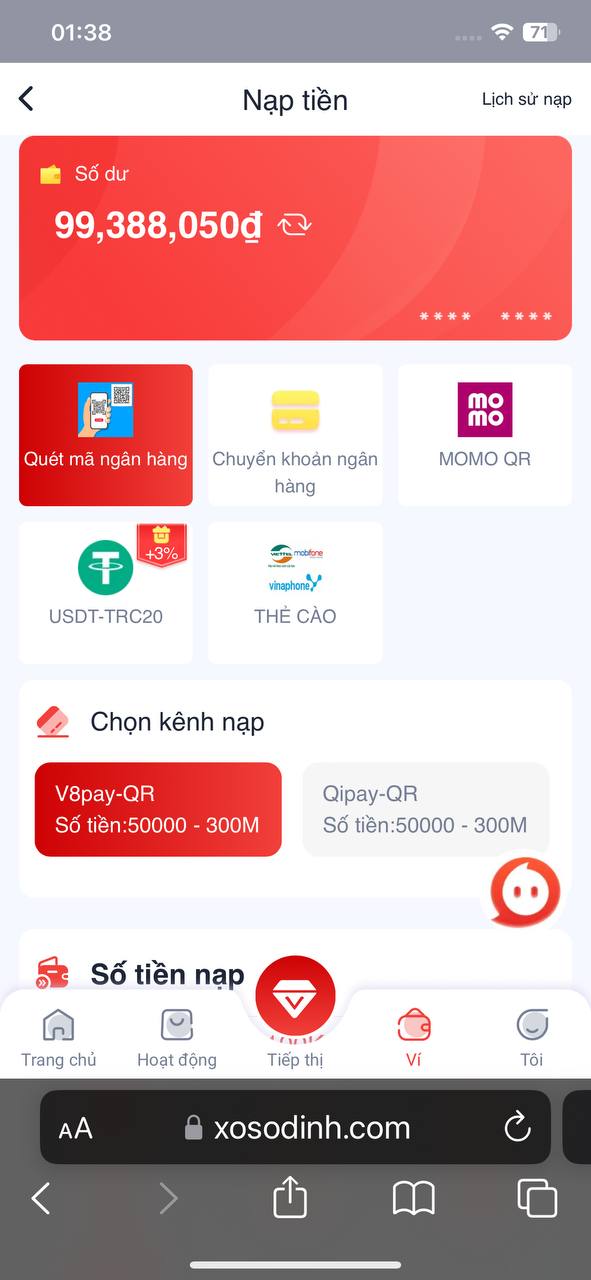 01:38
71
Nạp tiền
Lịch sử nạp
Số dư
99,388,050₫
**** ****
Quét mã ngân hàng
Chuyển khoản ngân
hàng
mo
mo
MOMO QR
+3%
USDT-TRC20
VIETTEL mobifone
vinaphone
THẺ CÀO
Chọn kênh nạp
V8pay-QR
Số tiền:50000 - 300M
Qipay-QR
Số tiền:50000 - 300M
Số tiền nạp
Trang chủ
Hoạt động
Tiếp thị
Ví
Tôi
AA
xosodinh.com